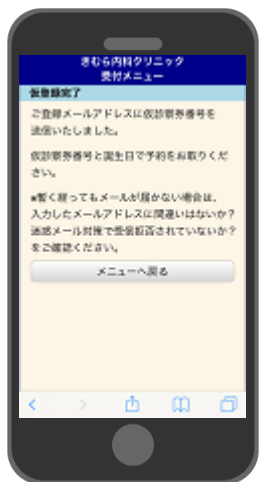 きむら内科クリニック
受付メニュー
仮登録完了
ご登録メールアドレスに仮診察券番号を
送信いたしました。
仮診察券番号と誕生日で予約をお取りくだ
さい。
※暫く経ってもメールが届かない場合は、
入力したメールアドレスに間違いはないか？
迷惑メール対策で受信拒否されていないか？
をご確認ください。
メニューへ戻る